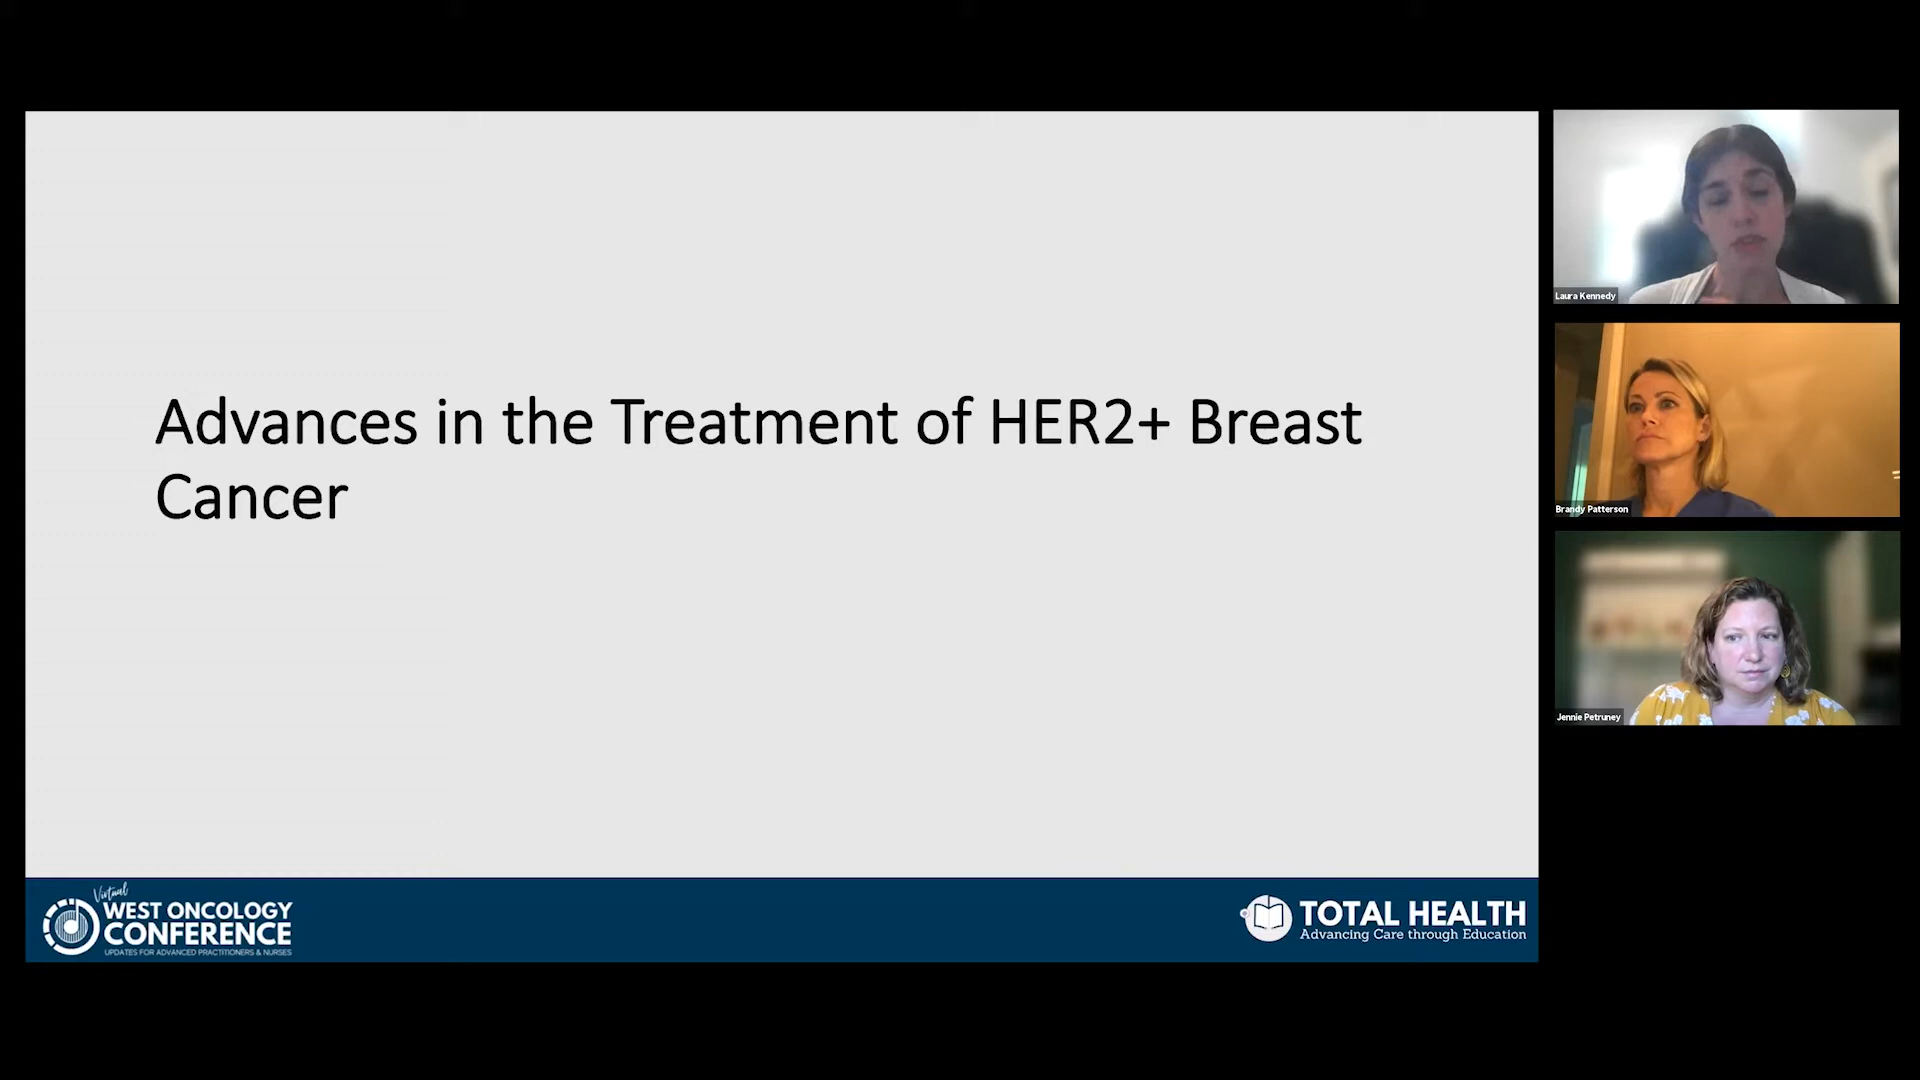 Advances in the Treatment of HER2+ Breast
Cancer
Laura Kennedy
Brandy Patterson
Jennie Petruney
Virtual
WEST ONCOLOGY
CONFERENCE
UPDATES FOR ADVANCED PRACTITIONERS & NURSES
TOTAL HEALTH
Advancing Care through Education